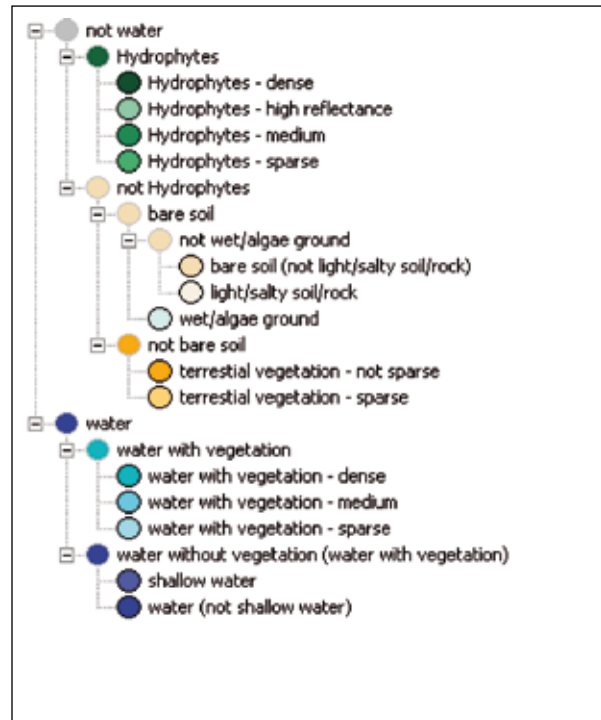 not water
Hydrophytes
Hydrophytes - dense
Hydrophytes - high reflectance
Hydrophytes - medium
Hydrophytes - sparse
not Hydrophytes
bare soil
not wet/algae ground
bare soil (not light/salty soil/rock)
light/salty soil/rock
wet/algae ground
not bare soil
terrestial vegetation - not sparse
terrestial vegetation - sparse
water
water with vegetation
water with vegetation - dense
water with vegetation - medium
water with vegetation - sparse
water without vegetation (water with vegetation)
shallow water
water (not shallow water)